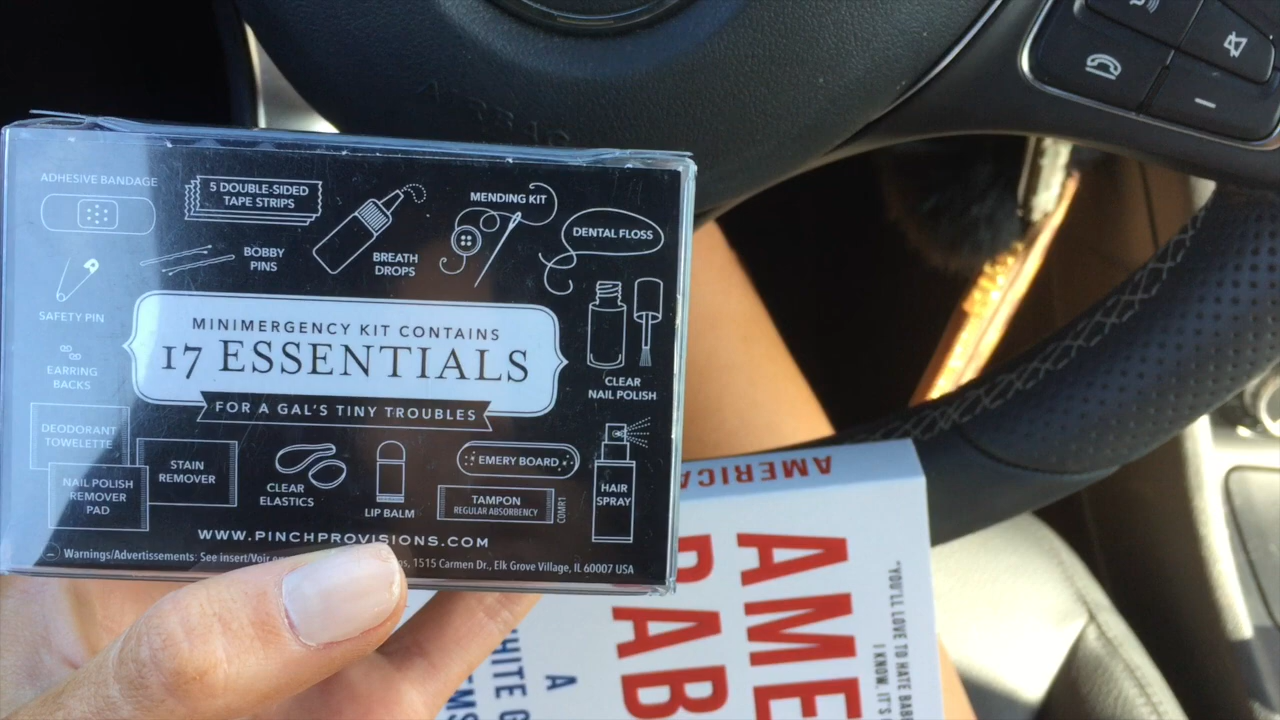 ADHESIVE BANDAGE
5 DOUBLE-SIDED
TAPE STRIPS
MENDING KIT
DENTAL FLOSS
BOBBY
PINS
BREATH
DROPS
SAFETY PIN
MINIMERGENCY KIT CONTAINS
17 ESSENTIALS
FOR A GAL'S TINY TROUBLES
EARRING
BACKS
CLEAR
NAIL POLISH
DEODORANT
TOWELETTE
STAIN
REMOVER
NAIL POLISH
REMOVER
PAD
CLEAR
ELASTICS
LIP BALM
EMERY BOARD
TAMPON
REGULAR ABSORBENCY
COMR1
HAIR
SPRAY
WWW.PINCHPROVISIONS.COM
Warnings/Advertisements: See insert/Voir
1515 Carmen Dr., Elk Grove Village, IL 60007 USA
AIRBAG
AMERICA
AME
BAB
A
WHITE
"YOU'LL LOVE TO HATE BAB
I KNOW. IT'S